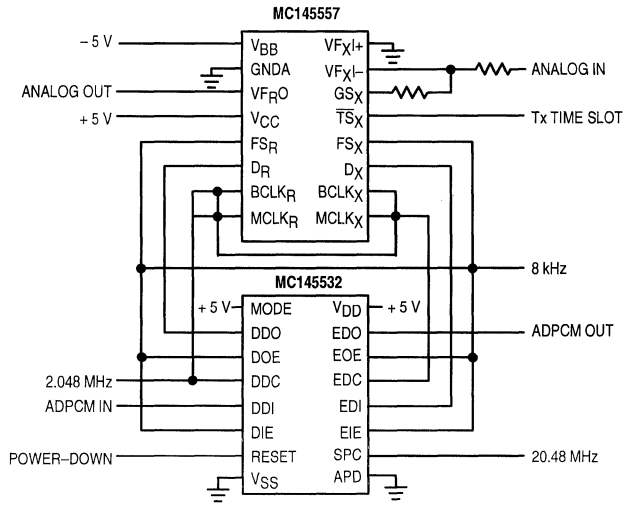 MC145557
– 5 V
VBB
VFXI+
GNDA
VFXI–
ANALOG IN
ANALOG OUT
VFRO
GSX
+ 5 V
VCC
TSX
Tx TIME SLOT
FSR
FSX
DR
DX
BCLKR
BCLKX
MCLKR
MCLKX
8 kHz
MC145532
+ 5 V
MODE
VDD
+ 5 V
DDO
EDO
ADPCM OUT
DOE
EOE
2.048 MHz
DDC
EDC
ADPCM IN
DDI
EDI
DIE
EIE
POWER–DOWN
RESET
SPC
20.48 MHz
VSS
APD